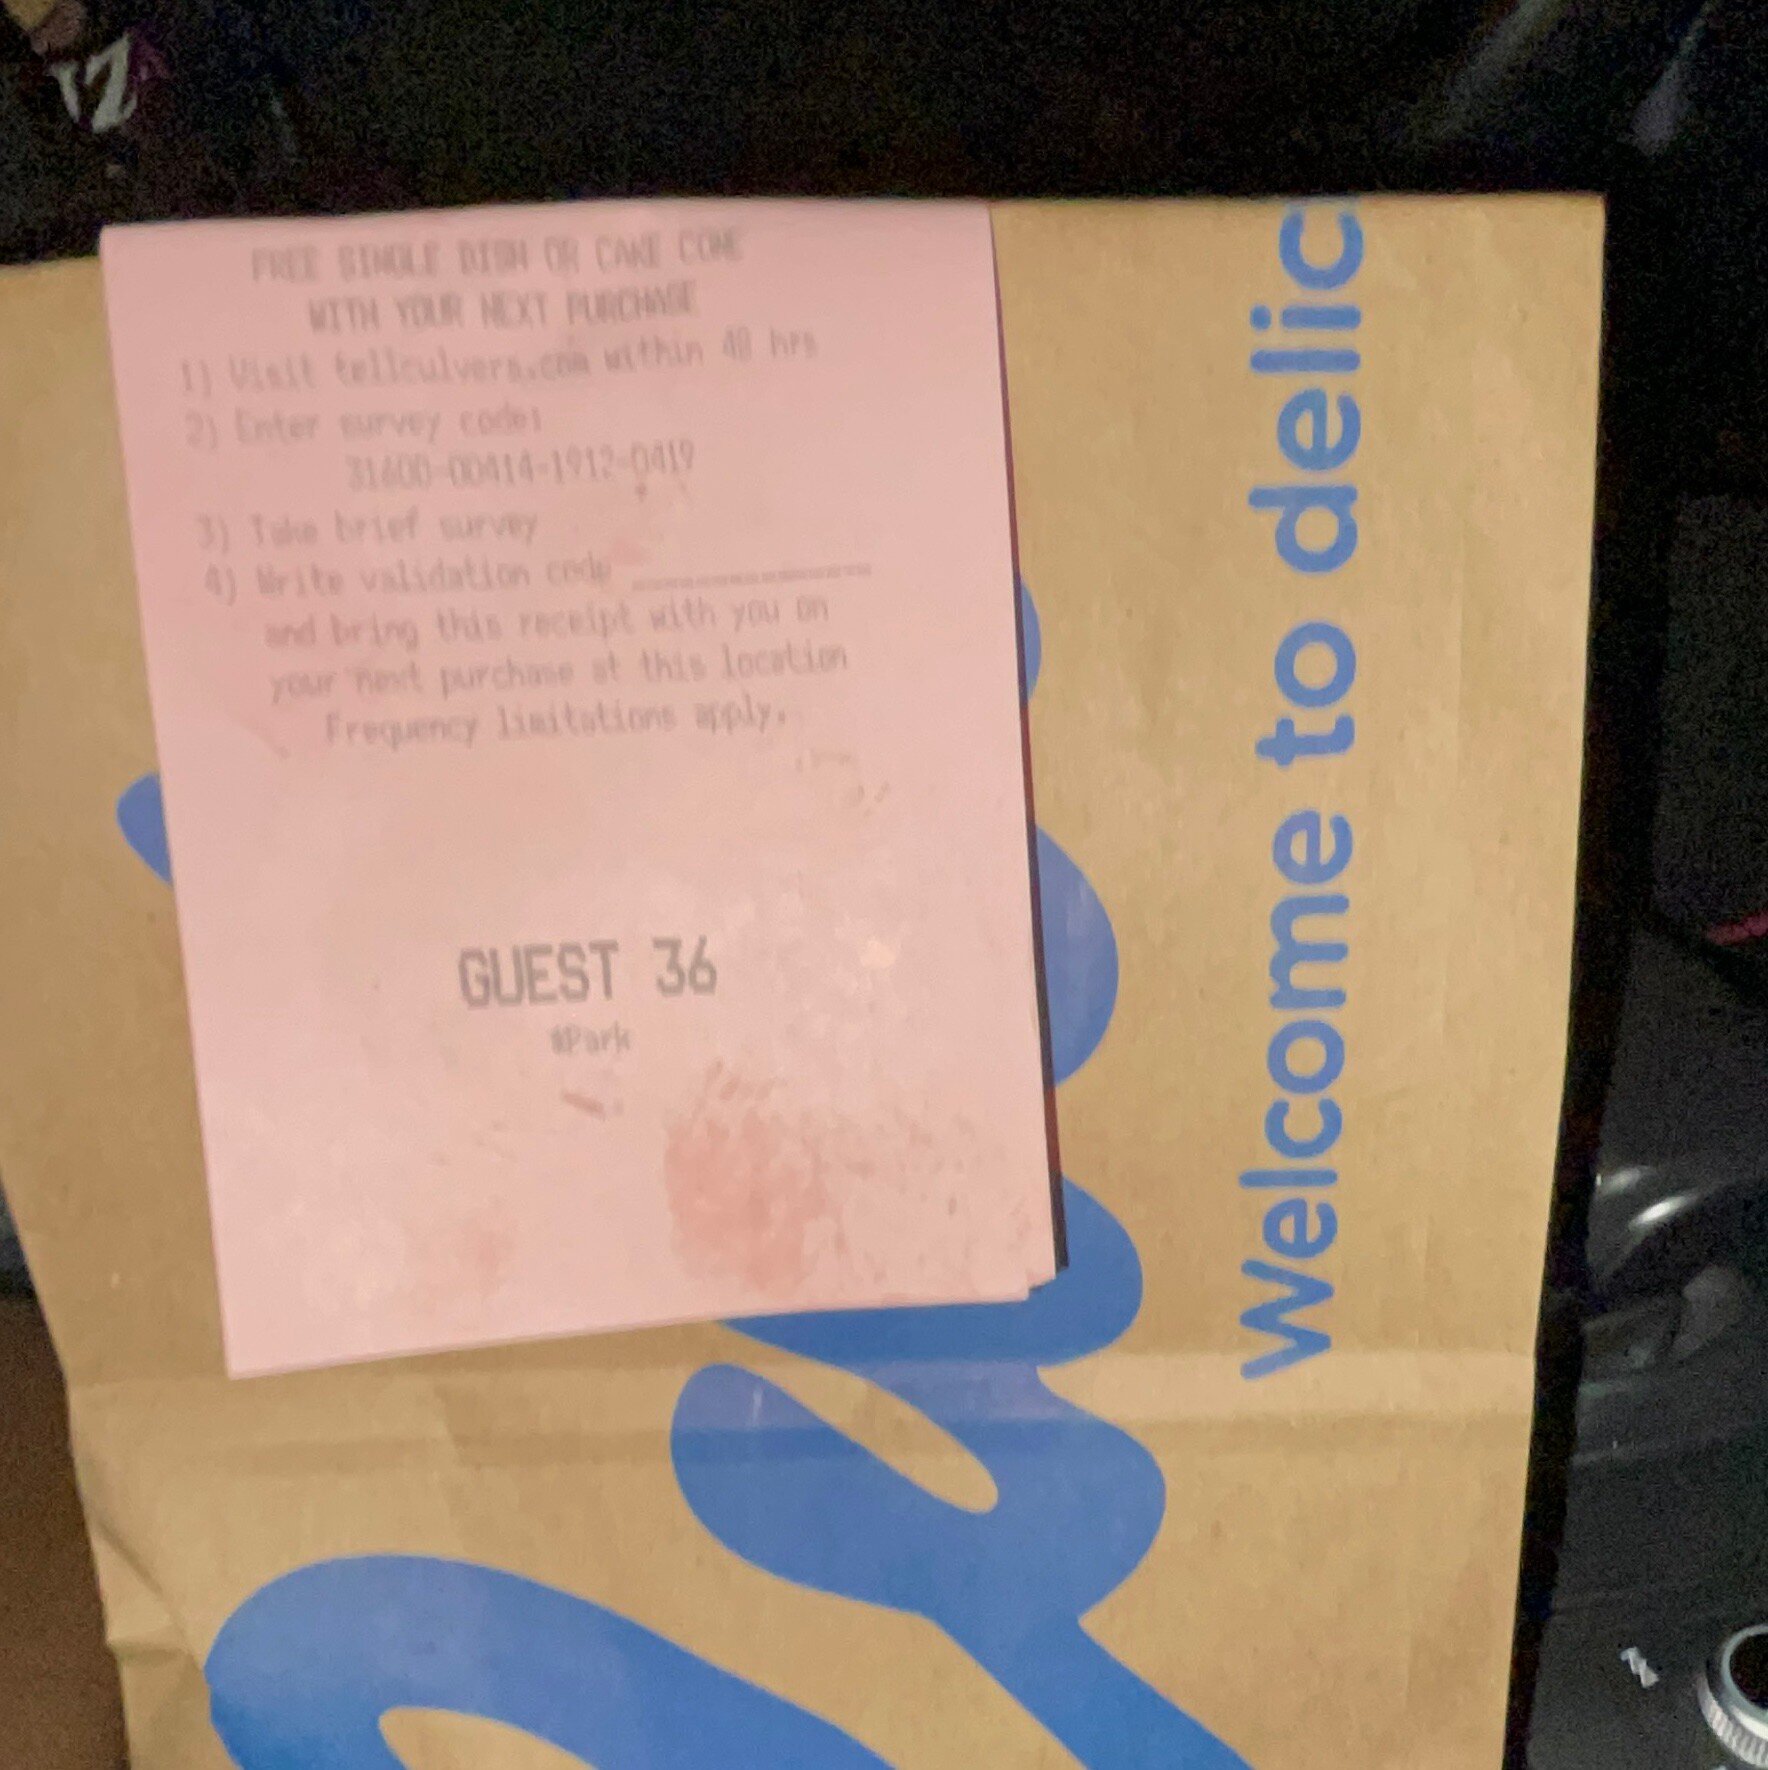 FREE SINGLE DISH OR CAKE CONE
WITH YOUR NEXT PURCHASE
1) Visit tellculvers.com within 48 hrs
2) Enter survey code:
31600-00414-1912-0419
3) Take brief survey
4) Write validation code ______________
and bring this receipt with you on
your next purchase at this location
Frequency limitations apply.
GUEST 36
#Park
Welcome to delic